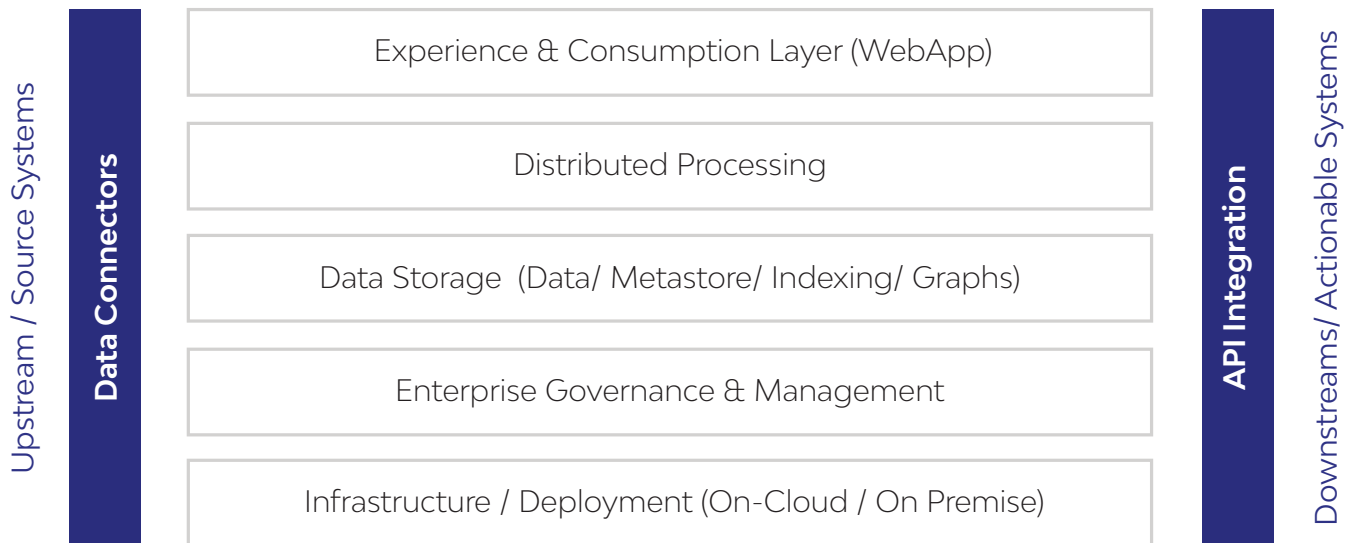 Upstream / Source Systems
Data Connectors
Experience & Consumption Layer (WebApp)
Distributed Processing
Data Storage (Data/ Metastore/ Indexing/ Graphs)
Enterprise Governance & Management
Infrastructure / Deployment (On-Cloud / On Premise)
API Integration
Downstreams/ Actionable Systems